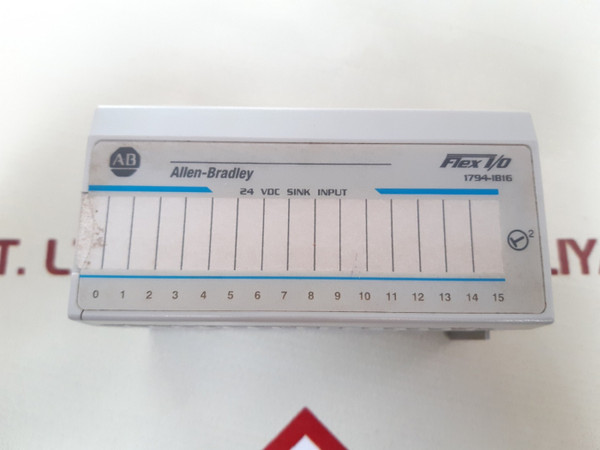 AB
Allen-Bradley
Flex I/O
1794-IB16
24 VDC SINK INPUT
2
0 1 2 3 4 5 6 7 8 9 10 11 12 13 14 15